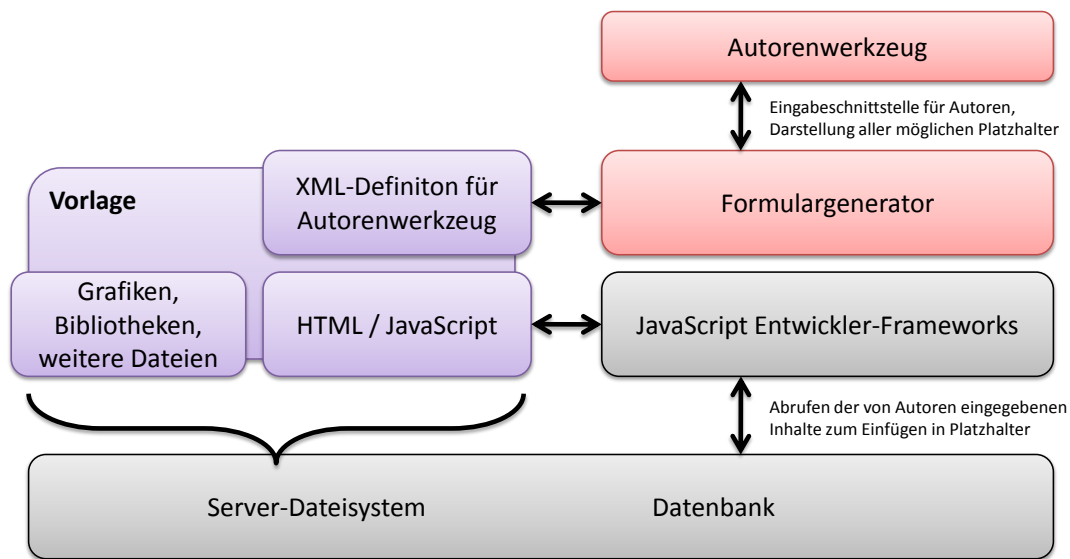 Autorenwerkzeug
Eingabeschnittstelle für Autoren,
Darstellung aller möglichen Platzhalter
Vorlage
XML-Definiton für
Autorenwerkzeug
Formulargenerator
Grafiken,
Bibliotheken,
weitere Dateien
HTML / JavaScript
JavaScript Entwickler-Frameworks
Abrufen der von Autoren eingegebenen
Inhalte zum Einfügen in Platzhalter
Server-Dateisystem
Datenbank